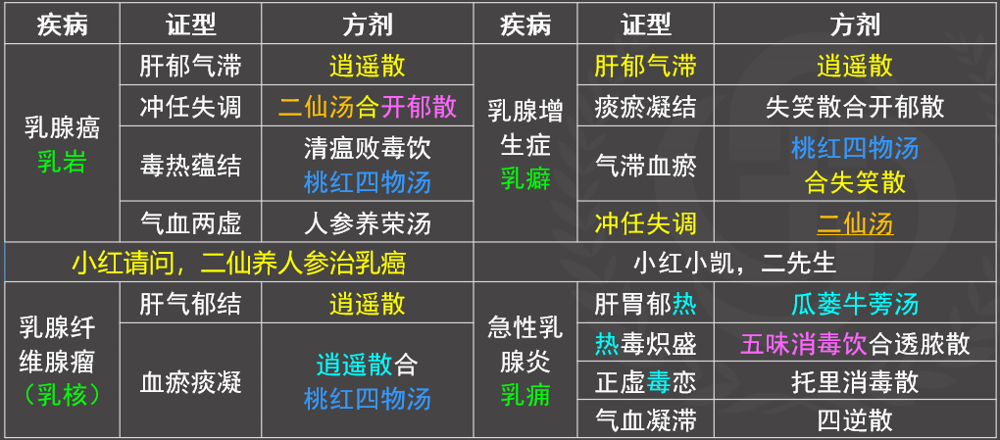 疾病 证型 方剂 疾病 证型 方剂
乳腺癌
乳岩
肝郁气滞 逍遥散
冲任失调 二仙汤合开郁散
毒热蕴结 清瘟败毒饮
桃红四物汤
气血两虚 人参养荣汤
乳腺增
生症
乳癖
肝郁气滞 逍遥散
痰瘀凝结 失笑散合开郁散
气滞血瘀 桃红四物汤
合失笑散
冲任失调 二仙汤
小红请问，二仙养人参治乳癌
小红小凯，二先生
乳腺纤
维腺瘤
（乳核）
肝气郁结 逍遥散
血瘀痰凝 逍遥散合
桃红四物汤
急性乳
腺炎
乳痈
肝胃郁热 瓜蒌牛蒡汤
热毒炽盛 五味消毒饮合透脓散
正虚毒恋 托里消毒散
气血凝滞 四逆散